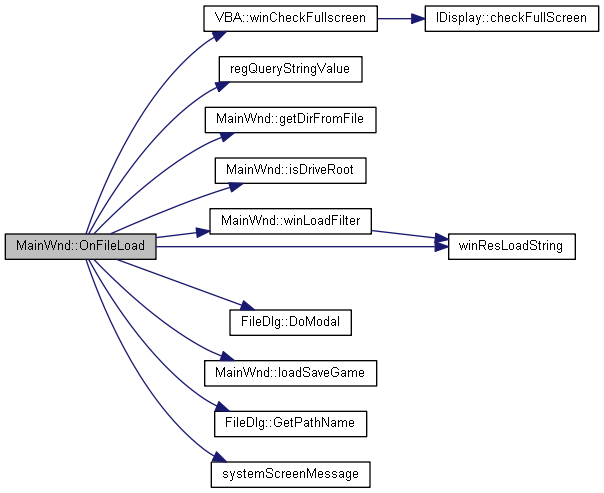 VBA::winCheckFullscreen
IDisplay::checkFullScreen
regQueryStringValue
MainWnd::getDirFromFile
MainWnd::isDriveRoot
MainWnd::winLoadFilter
MainWnd::OnFileLoad
winResLoadString
FileDlg::DoModal
MainWnd::loadSaveGame
FileDlg::GetPathName
systemScreenMessage